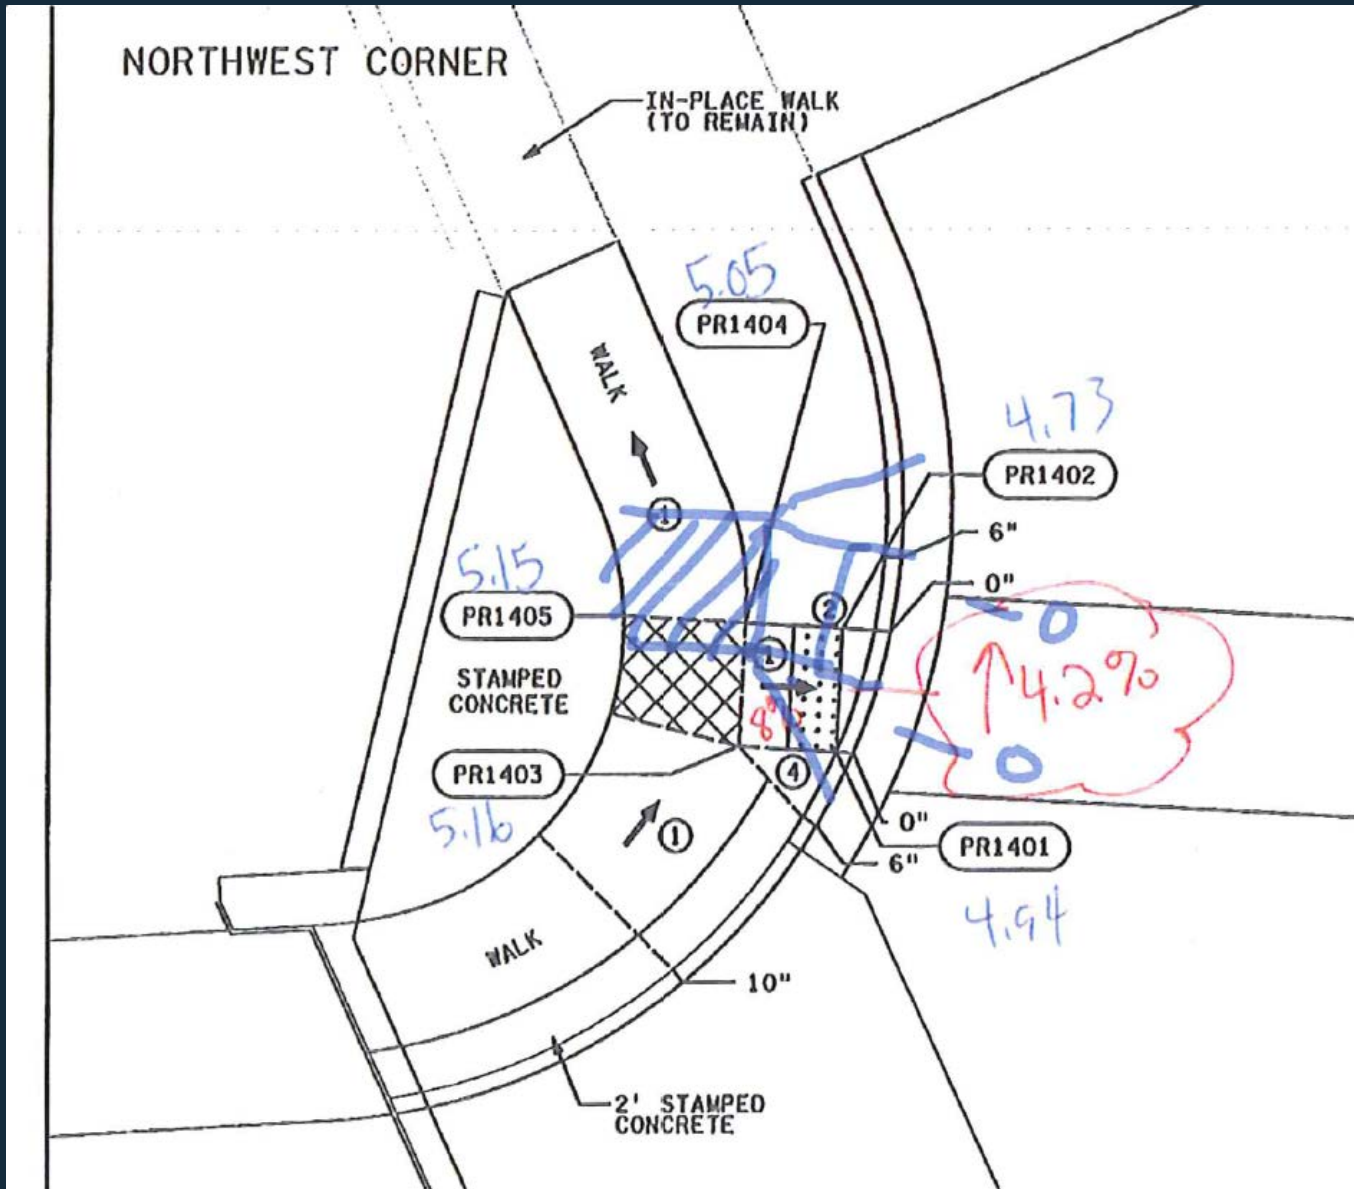 NORTHWEST CORNER
IN-PLACE WALK
(TO REMAIN)
5.05
PR1404
WALK
4.73
PR1402
①
6"
5.15
0"
PR1405
②
0
①
↑4.2%
STAMPED
CONCRETE
8%
0
PR1403
④
5.16
①
0"
PR1401
6"
4.94
WALK
10"
2' STAMPED
CONCRETE